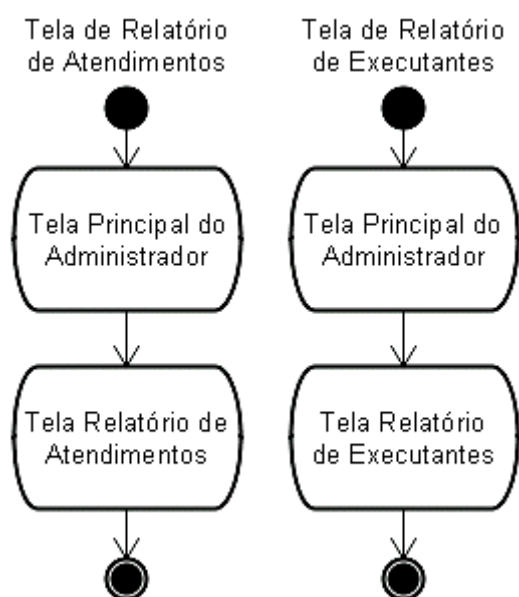 Tela de Relatório
de Atendimentos
Tela Principal do
Administrador
Tela Relatório de
Atendimentos
Tela de Relatório
de Executantes
Tela Principal do
Administrador
Tela Relatório
de Executantes